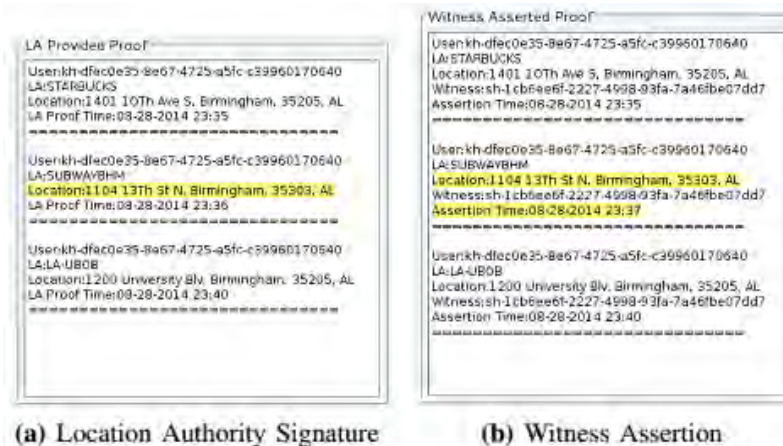 LA Provided Proof
User:kh-dfec0e35-8e67-4725-a5fc-c39960170640
LA:STARBUCKS
Location:1401 10Th Ave S, Birmingham, 35205, AL
LA Proof Time:08-28-2014 23:35
================================
User:kh-dfec0e35-8e67-4725-a5fc-c39960170640
LA:SUBWAYBHM
Location:1104 13Th St N, Birmingham, 35303, AL
LA Proof Time:08-28-2014 23:36
================================
User:kh-dfec0e35-8e67-4725-a5fc-c39960170640
LA:LA-UBOB
Location:1200 University Blv, Birmingham, 35205, AL
LA Proof Time:08-28-2014 23:40
================================
(a) Location Authority Signature
Witness Asserted Proof
User:kh-dfec0e35-8e67-4725-a5fc-c39960170640
LA:STARBUCKS
Location:1401 10Th Ave S, Birmingham, 35205, AL
Witness:sh-1cb6ee6f-2227-4998-93fa-7a46fbe07dd7
Assertion Time:08-28-2014 23:35
================================
User:kh-dfec0e35-8e67-4725-a5fc-c39960170640
LA:SUBWAYBHM
Location:1104 13Th St N, Birmingham, 35303, AL
Witness:sh-1cb6ee6f-2227-4998-93fa-7a46fbe07dd7
Assertion Time:08-28-2014 23:37
================================
User:kh-dfec0e35-8e67-4725-a5fc-c39960170640
LA:LA-UBOB
Location:1200 University Blv, Birmingham, 35205, AL
Witness:sh-1cb6ee6f-2227-4998-93fa-7a46fbe07dd7
Assertion Time:08-28-2014 23:40
================================
(b) Witness Assertion